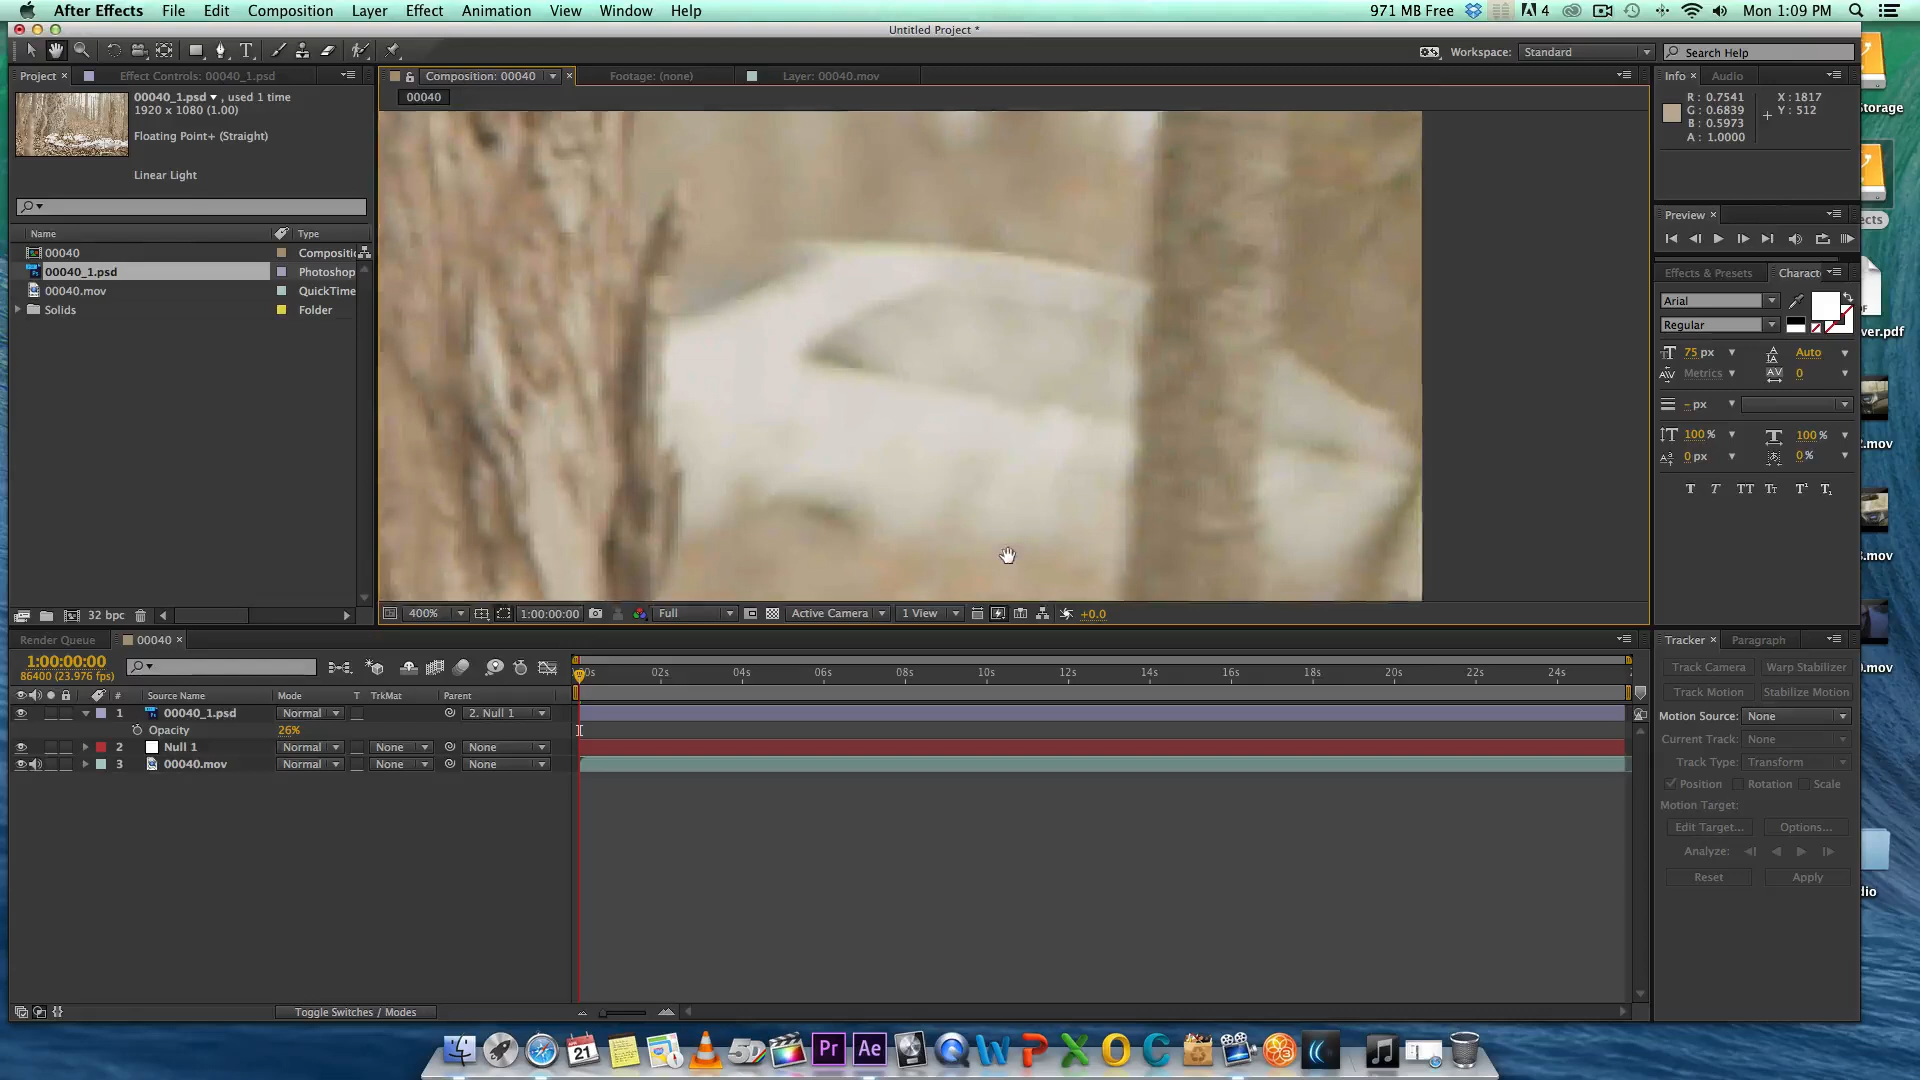 After Effects File Edit Composition Layer Effect Animation View Window Help 971 MB Free 4 Mon 1:09 PM
Untitled Project *
Workspace: Standard Search Help
Project Effect Controls: 00040_1.psd Composition: 00040 Footage: (none) Layer: 00040.mov Info Audio
00040_1.psd , used 1 time
1920 x 1080 (1.00)
Floating Point+ (Straight)
Linear Light
00040
R: 0.7541 X: 1817
G: 0.6839 Y: 512
B: 0.5973
A: 1.0000
Preview
Name Type
00040 Compositi
00040_1.psd Photoshop
00040.mov QuickTime
Solids Folder
Effects & Presets Charact
Arial
Regular
75 px Auto
Metrics 0
- px
100 % 100 %
0 px 0 %
T T TT Tт T¹ T₁
32 bpc
400% 1:00:00:00 Full Active Camera 1 View +0.0
Render Queue 00040
1:00:00:00
86400 (23.976 fps)
00s 02s 04s 06s 08s 10s 12s 14s 16s 18s 20s 22s 24s
# Source Name Mode T TrkMat Parent
1 00040_1.psd Normal 2. Null 1
Opacity 26%
2 Null 1 Normal None None
3 00040.mov Normal None None
Toggle Switches / Modes
Tracker Paragraph
Track Camera Warp Stabilizer
Track Motion Stabilize Motion
Motion Source: None
Current Track: None
Track Type: Transform
Position Rotation Scale
Motion Target:
Edit Target... Options...
Analyze:
Reset Apply
torage
ects
ver.pdf
2.mov
3.mov
0.mov
dio
21 5D Pr Ae W P X O C